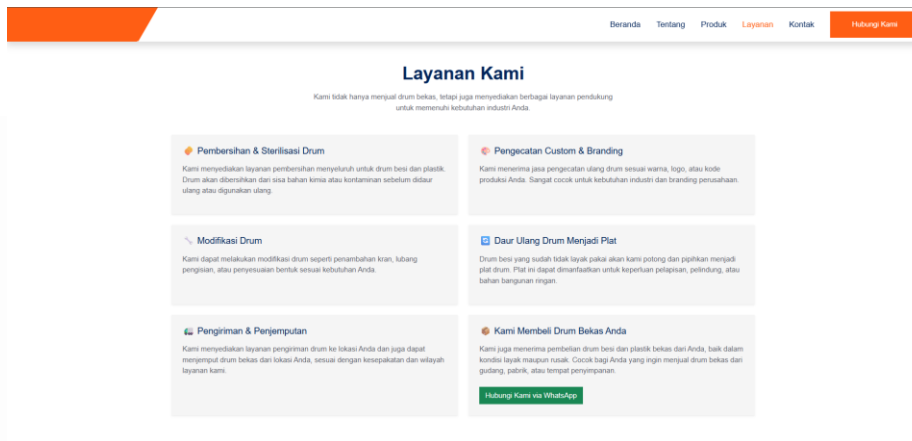 Beranda Tentang Produk Layanan Kontak Hubungi Kami
Layanan Kami
Kami tidak hanya menjual drum bekas, tetapi juga menyediakan berbagai layanan pendukung
untuk memenuhi kebutuhan industri Anda.
Pembersihan & Sterilisasi Drum
Kami menyediakan layanan pembersihan menyeluruh untuk drum besi dan plastik.
Drum akan dibersihkan dari sisa bahan kimia atau kontaminan sebelum didaur
ulang atau digunakan ulang.
Pengecatan Custom & Branding
Kami menerima jasa pengecatan ulang drum sesuai warna, logo, atau kode
produksi Anda. Sangat cocok untuk kebutuhan industri dan branding perusahaan.
Modifikasi Drum
Kami dapat melakukan modifikasi drum seperti penambahan kran, lubang
pengisian, atau penyesuaian bentuk sesuai kebutuhan Anda.
Daur Ulang Drum Menjadi Plat
Drum besi yang sudah tidak layak pakai akan kami potong dan pipihkan menjadi
plat drum. Plat ini dapat dimanfaatkan untuk keperluan pelapisan, pelindung, atau
bahan bangunan ringan.
Pengiriman & Penjemputan
Kami menyediakan layanan pengiriman drum ke lokasi Anda dan juga dapat
menjemput drum bekas dari lokasi Anda, sesuai dengan kesepakatan dan wilayah
layanan kami.
Kami Membeli Drum Bekas Anda
Kami juga menerima pembelian drum besi dan plastik bekas dari Anda, baik dalam
kondisi layak maupun rusak. Cocok bagi Anda yang ingin menjual drum bekas dari
gudang, pabrik, atau tempat penyimpanan.
Hubungi Kami via WhatsApp